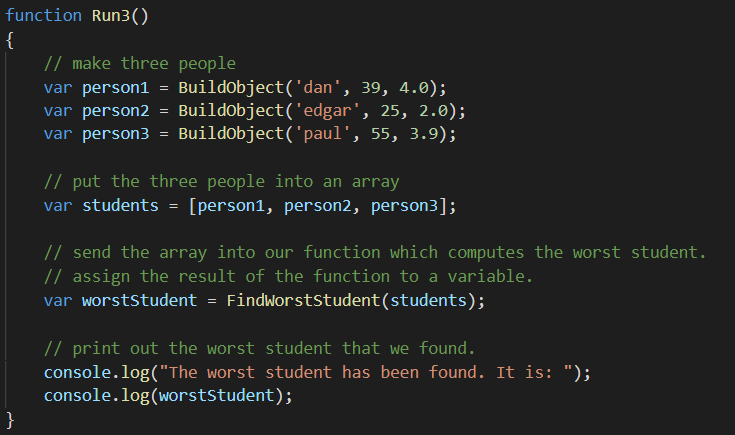 function Run3()
{
    // make three people
    var person1 = BuildObject('dan', 39, 4.0);
    var person2 = BuildObject('edgar', 25, 2.0);
    var person3 = BuildObject('paul', 55, 3.9);

    // put the three people into an array
    var students = [person1, person2, person3];

    // send the array into our function which computes the worst student.
    // assign the result of the function to a variable.
    var worstStudent = FindWorstStudent(students);

    // print out the worst student that we found.
    console.log("The worst student has been found. It is: ");
    console.log(worstStudent);
}